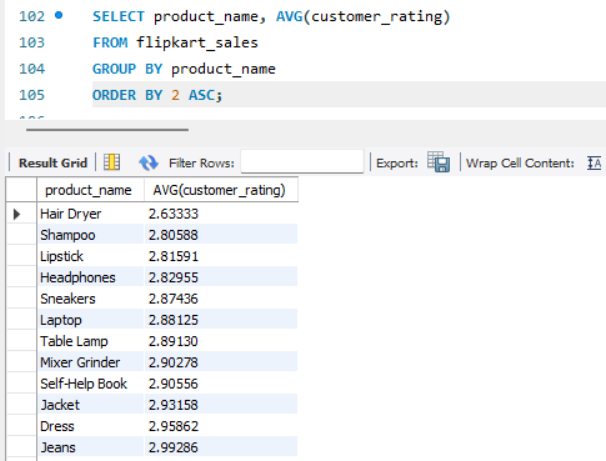 102 SELECT product_name, AVG(customer_rating)
103 FROM flipkart_sales
104 GROUP BY product_name
105 ORDER BY 2 ASC;
Result Grid Filter Rows: Export: Wrap Cell Content: IA
product_name AVG(customer_rating)
Hair Dryer 2.63333
Shampoo 2.80588
Lipstick 2.81591
Headphones 2.82955
Sneakers 2.87436
Laptop 2.88125
Table Lamp 2.89130
Mixer Grinder 2.90278
Self-Help Book 2.90556
Jacket 2.93158
Dress 2.95862
Jeans 2.99286